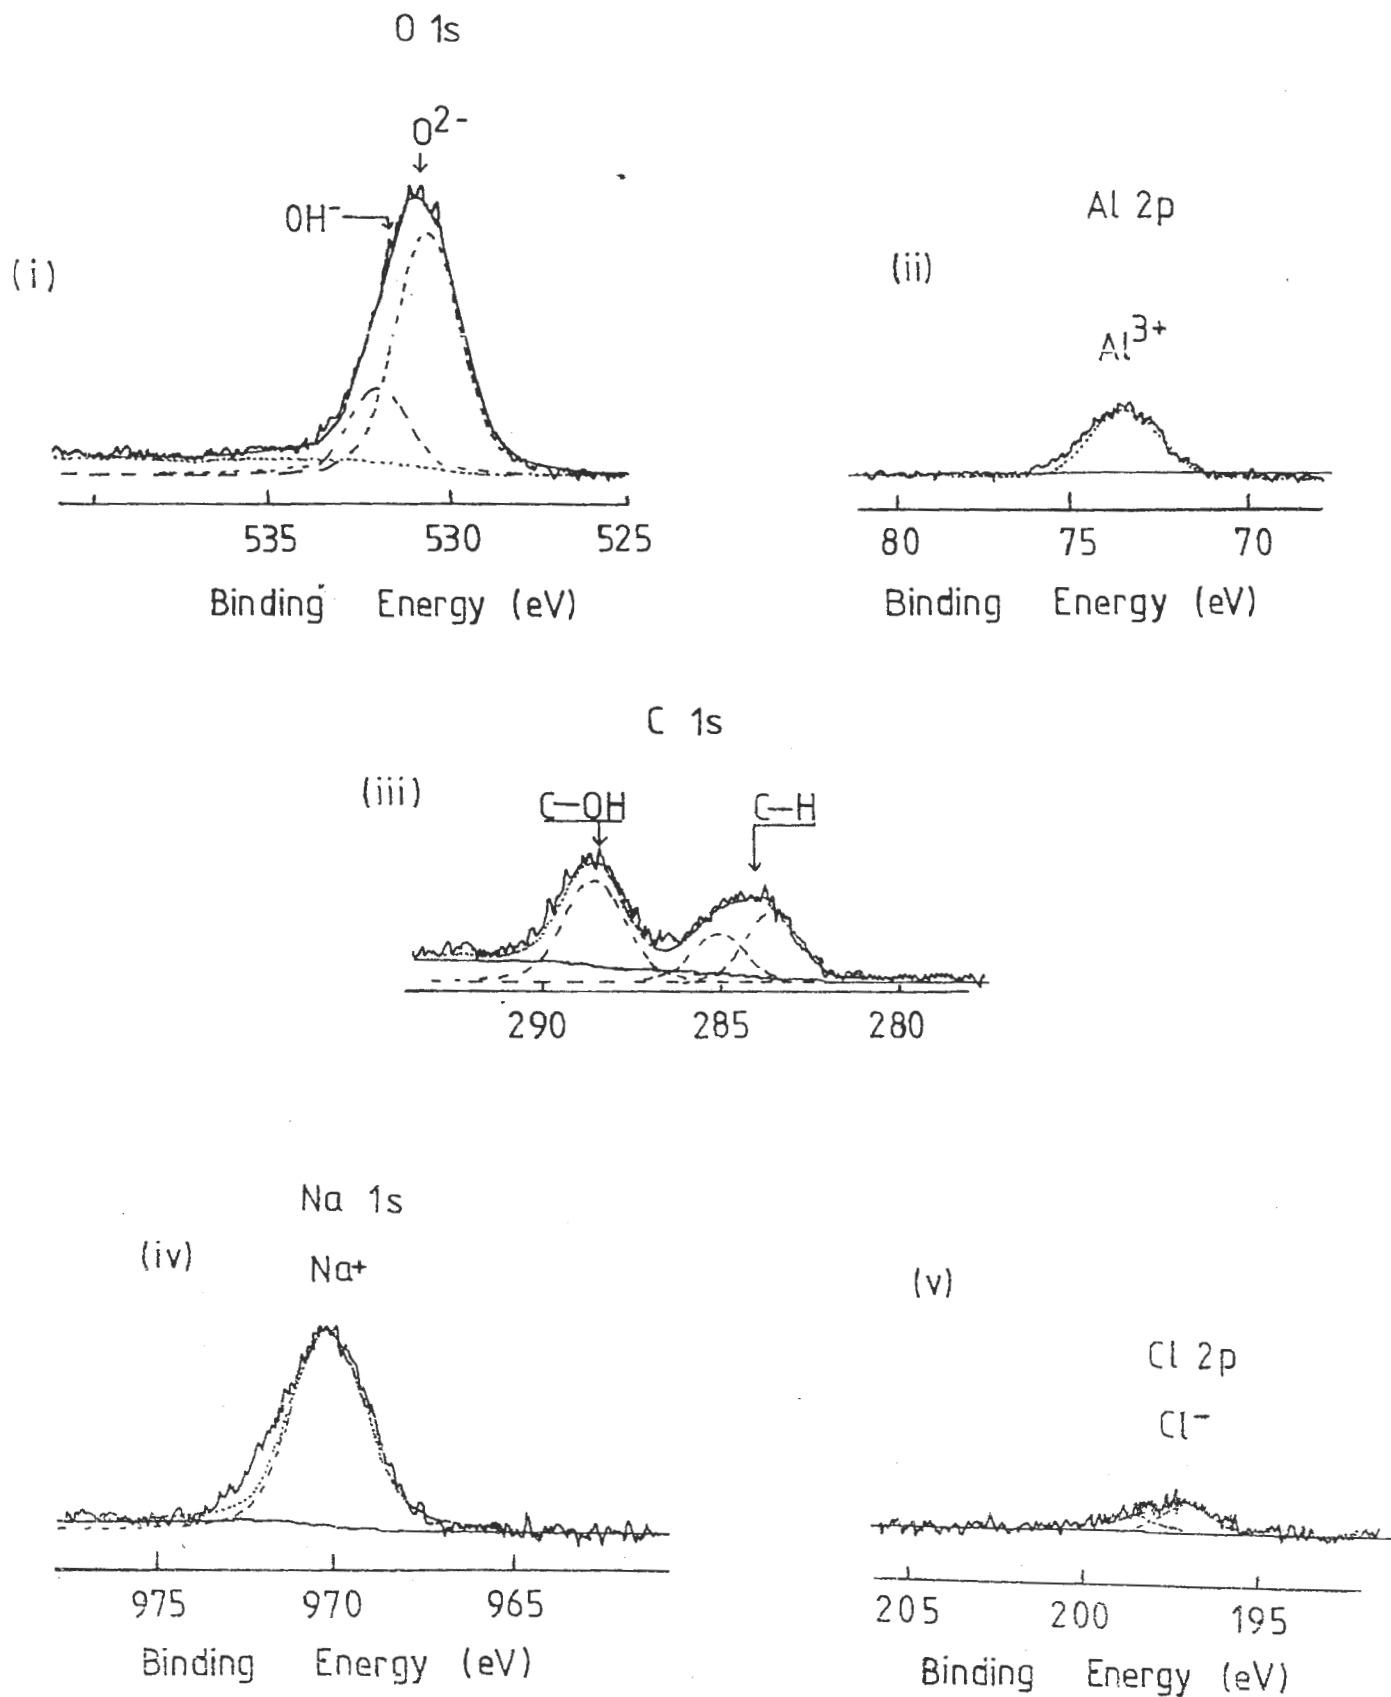 O 1s
O²⁻
OH⁻
(i)
535 530 525
Binding Energy (eV)
Al 2p
(ii)
Al³⁺
80 75 70
Binding Energy (eV)
C 1s
(iii)
C-OH C-H
290 285 280
Na 1s
(iv)
Na+
975 970 965
Binding Energy (eV)
(v)
Cl 2p
Cl⁻
205 200 195
Binding Energy (eV)